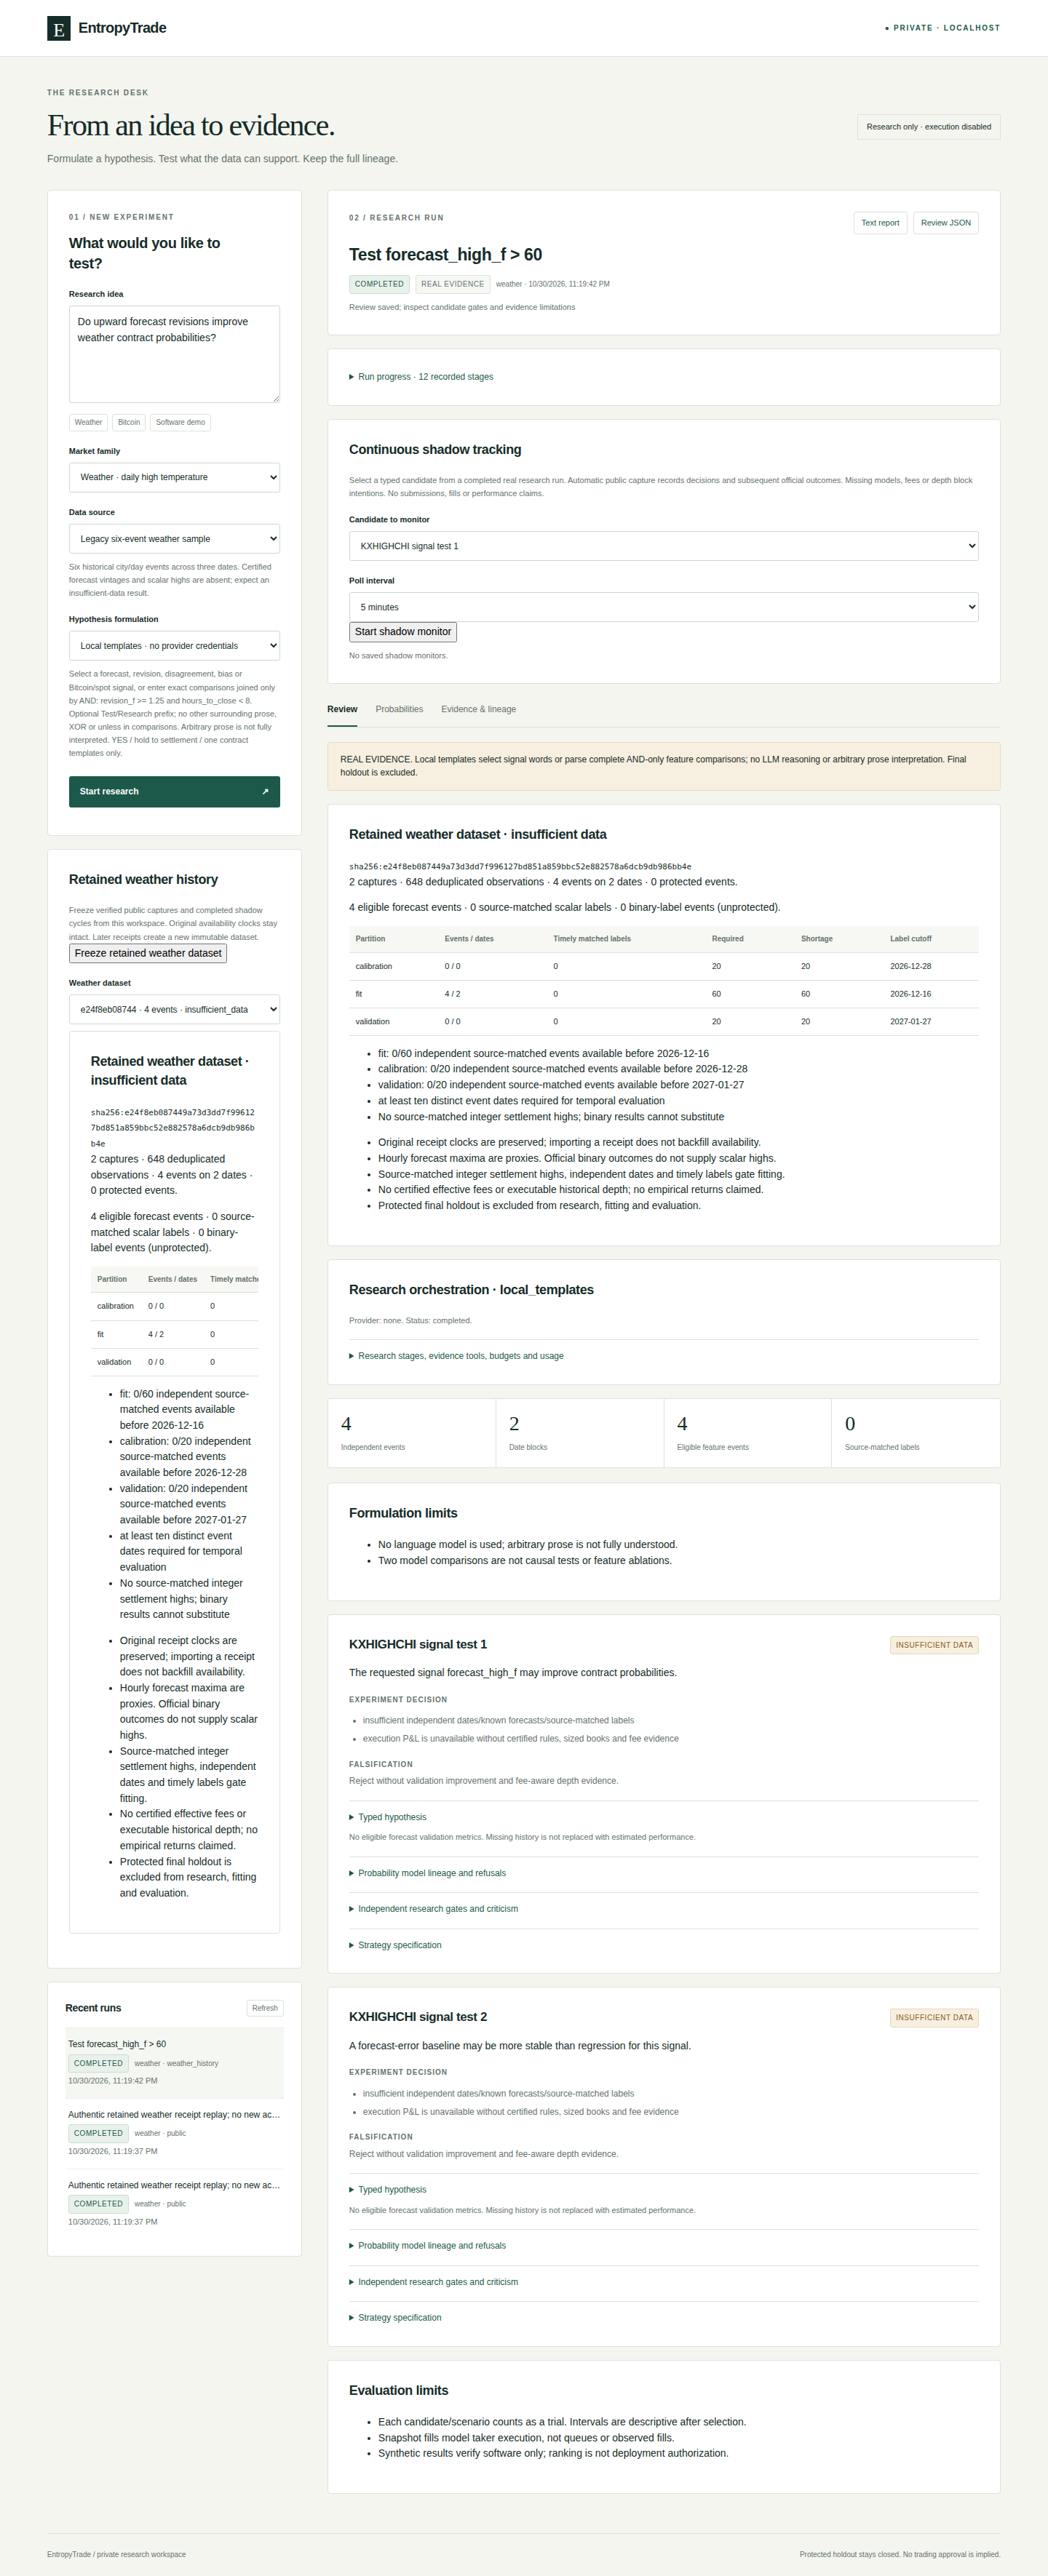 E EntropyTrade
● PRIVATE · LOCALHOST
THE RESEARCH DESK
From an idea to evidence.
Research only · execution disabled
Formulate a hypothesis. Test what the data can support. Keep the full lineage.
01 / NEW EXPERIMENT
What would you like to
test?
Research idea
Do upward forecast revisions improve
weather contract probabilities?
Weather Bitcoin Software demo
Market family
Weather · daily high temperature
Data source
Legacy six-event weather sample
Six historical city/day events across three dates. Certified
forecast vintages and scalar highs are absent; expect an
insufficient-data result.
Hypothesis formulation
Local templates · no provider credentials
Select a forecast, revision, disagreement, bias or
Bitcoin/spot signal, or enter exact comparisons joined only
by AND: revision_f >= 1.25 and hours_to_close < 8.
Optional Test/Research prefix; no other surrounding prose,
XOR or unless in comparisons. Arbitrary prose is not fully
interpreted. YES / hold to settlement / one contract
templates only.
Start research ↗
Retained weather history
Freeze verified public captures and completed shadow
cycles from this workspace. Original availability clocks stay
intact. Later receipts create a new immutable dataset.
Freeze retained weather dataset
Weather dataset
e24f8eb08744 · 4 events · insufficient_data
Retained weather dataset ·
insufficient data
sha256:e24f8eb087449a73d3dd7f99612
7bd851a859bbc52e882578a6dcb9db986b
b4e
2 captures · 648 deduplicated
observations · 4 events on 2 dates ·
0 protected events.
4 eligible forecast events · 0 source-
matched scalar labels · 0 binary-
label events (unprotected).
Partition Events / dates Timely matche
calibration 0 / 0 0
fit 4 / 2 0
validation 0 / 0 0
• fit: 0/60 independent source-
matched events available
before 2026-12-16
• calibration: 0/20 independent
source-matched events
available before 2026-12-28
• validation: 0/20 independent
source-matched events
available before 2027-01-27
• at least ten distinct event
dates required for temporal
evaluation
• No source-matched integer
settlement highs; binary
results cannot substitute
• Original receipt clocks are
preserved; importing a receipt
does not backfill availability.
• Hourly forecast maxima are
proxies. Official binary
outcomes do not supply scalar
highs.
• Source-matched integer
settlement highs, independent
dates and timely labels gate
fitting.
• No certified effective fees or
executable historical depth; no
empirical returns claimed.
• Protected final holdout is
excluded from research, fitting
and evaluation.
Recent runs Refresh
Test forecast_high_f > 60
COMPLETED weather · weather_history
10/30/2026, 11:19:42 PM
Authentic retained weather receipt replay; no new ac…
COMPLETED weather · public
10/30/2026, 11:19:37 PM
Authentic retained weather receipt replay; no new ac…
COMPLETED weather · public
10/30/2026, 11:19:37 PM
02 / RESEARCH RUN
Text report Review JSON
Test forecast_high_f > 60
COMPLETED REAL EVIDENCE weather · 10/30/2026, 11:19:42 PM
Review saved; inspect candidate gates and evidence limitations
▶ Run progress · 12 recorded stages
Continuous shadow tracking
Select a typed candidate from a completed real research run. Automatic public capture records decisions and subsequent official outcomes. Missing models, fees or depth block
intentions. No submissions, fills or performance claims.
Candidate to monitor
KXHIGHCHI signal test 1
Poll interval
5 minutes
Start shadow monitor
No saved shadow monitors.
Review Probabilities Evidence & lineage
REAL EVIDENCE. Local templates select signal words or parse complete AND-only feature comparisons; no LLM reasoning or arbitrary prose interpretation. Final
holdout is excluded.
Retained weather dataset · insufficient data
sha256:e24f8eb087449a73d3dd7f996127bd851a859bbc52e882578a6dcb9db986bb4e
2 captures · 648 deduplicated observations · 4 events on 2 dates · 0 protected events.
4 eligible forecast events · 0 source-matched scalar labels · 0 binary-label events (unprotected).
Partition Events / dates Timely matched labels Required Shortage Label cutoff
calibration 0 / 0 0 20 20 2026-12-28
fit 4 / 2 0 60 60 2026-12-16
validation 0 / 0 0 20 20 2027-01-27
• fit: 0/60 independent source-matched events available before 2026-12-16
• calibration: 0/20 independent source-matched events available before 2026-12-28
• validation: 0/20 independent source-matched events available before 2027-01-27
• at least ten distinct event dates required for temporal evaluation
• No source-matched integer settlement highs; binary results cannot substitute
• Original receipt clocks are preserved; importing a receipt does not backfill availability.
• Hourly forecast maxima are proxies. Official binary outcomes do not supply scalar highs.
• Source-matched integer settlement highs, independent dates and timely labels gate fitting.
• No certified effective fees or executable historical depth; no empirical returns claimed.
• Protected final holdout is excluded from research, fitting and evaluation.
Research orchestration · local_templates
Provider: none. Status: completed.
▶ Research stages, evidence tools, budgets and usage
4 2 4 0
Independent events Date blocks Eligible feature events Source-matched labels
Formulation limits
• No language model is used; arbitrary prose is not fully understood.
• Two model comparisons are not causal tests or feature ablations.
KXHIGHCHI signal test 1 INSUFFICIENT DATA
The requested signal forecast_high_f may improve contract probabilities.
EXPERIMENT DECISION
• insufficient independent dates/known forecasts/source-matched labels
• execution P&L is unavailable without certified rules, sized books and fee evidence
FALSIFICATION
Reject without validation improvement and fee-aware depth evidence.
▶ Typed hypothesis
No eligible forecast validation metrics. Missing history is not replaced with estimated performance.
▶ Probability model lineage and refusals
▶ Independent research gates and criticism
▶ Strategy specification
KXHIGHCHI signal test 2 INSUFFICIENT DATA
A forecast-error baseline may be more stable than regression for this signal.
EXPERIMENT DECISION
• insufficient independent dates/known forecasts/source-matched labels
• execution P&L is unavailable without certified rules, sized books and fee evidence
FALSIFICATION
Reject without validation improvement and fee-aware depth evidence.
▶ Typed hypothesis
No eligible forecast validation metrics. Missing history is not replaced with estimated performance.
▶ Probability model lineage and refusals
▶ Independent research gates and criticism
▶ Strategy specification
Evaluation limits
• Each candidate/scenario counts as a trial. Intervals are descriptive after selection.
• Snapshot fills model taker execution, not queues or observed fills.
• Synthetic results verify software only; ranking is not deployment authorization.
EntropyTrade / private research workspace
Protected holdout stays closed. No trading approval is implied.